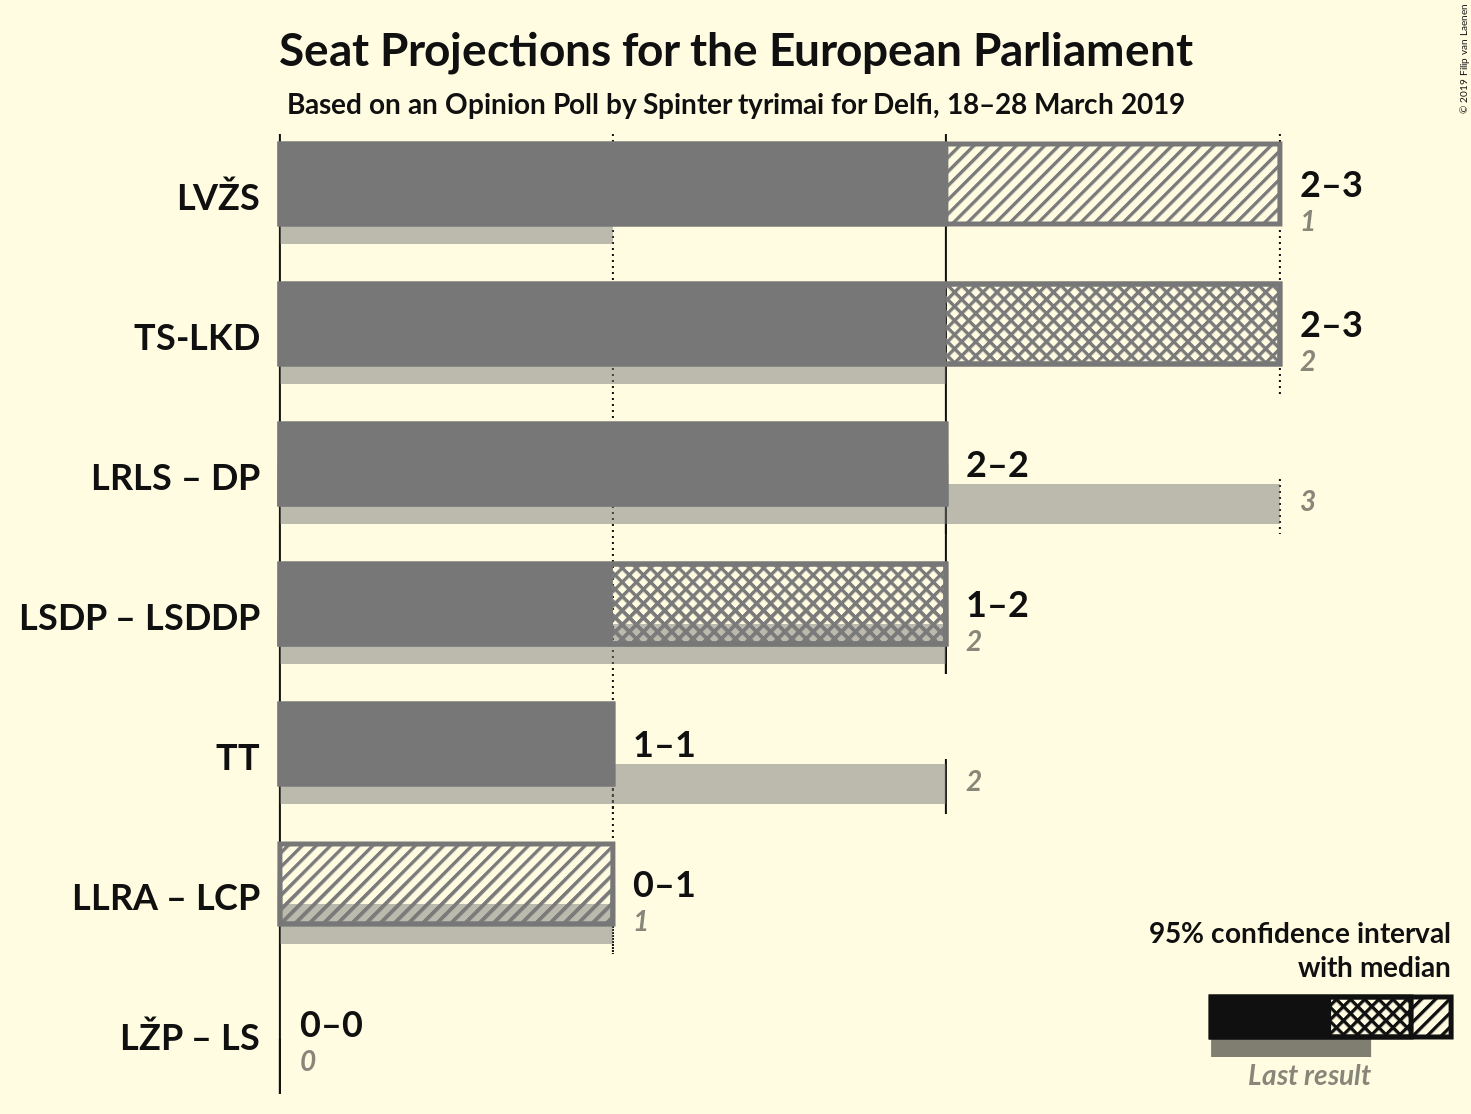 Seat Projections for the European Parliament
Based on an Opinion Poll by Spinter tyrimai for Delfi, 18–28 March 2019
© 2019 Filip van Laenen
LVŽS
2–3
1
TS-LKD
2–3
2
LRLS – DP
2–2
3
LSDP – LSDDP
1–2
2
TT
1–1
2
LLRA – LCP
0–1
1
LŽP – LS
0–0
0
95% confidence interval
with median
Last result